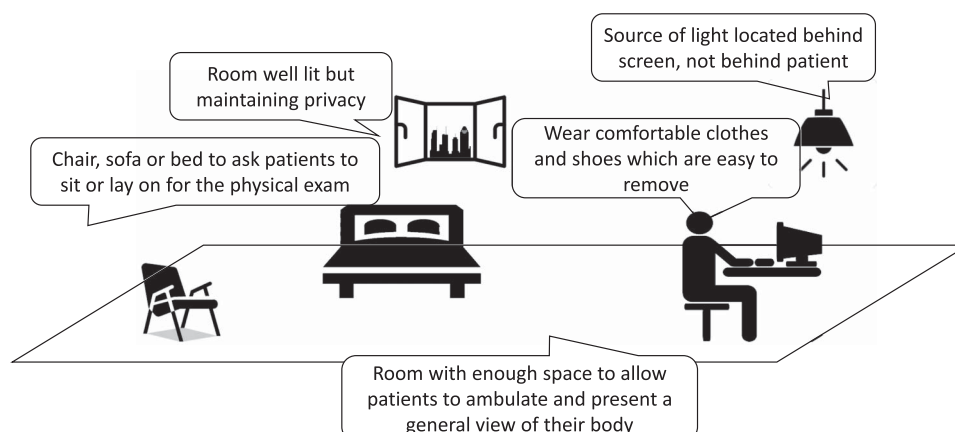 Source of light located behind
screen, not behind patient
Room well lit but
maintaining privacy
Wear comfortable clothes
and shoes which are easy to
remove
Chair, sofa or bed to ask patients to
sit or lay on for the physical exam
Room with enough space to allow
patients to ambulate and present a
general view of their body